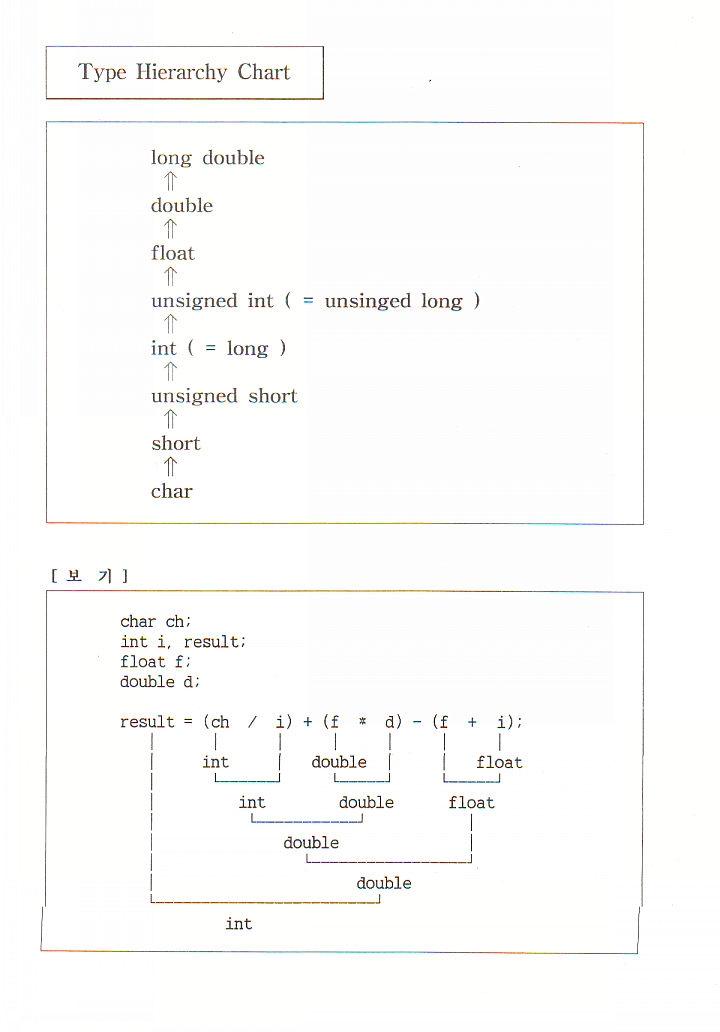 Type Hierarchy Chart
long double
⇑
double
⇑
float
⇑
unsigned int ( = unsinged long )
⇑
int ( = long )
⇑
unsigned short
⇑
short
⇑
char
[ 보 기 ]
char ch;
int i, result;
float f;
double d;
result = (ch / i) + (f * d) - (f + i);
int double float
int double float
double
double
int